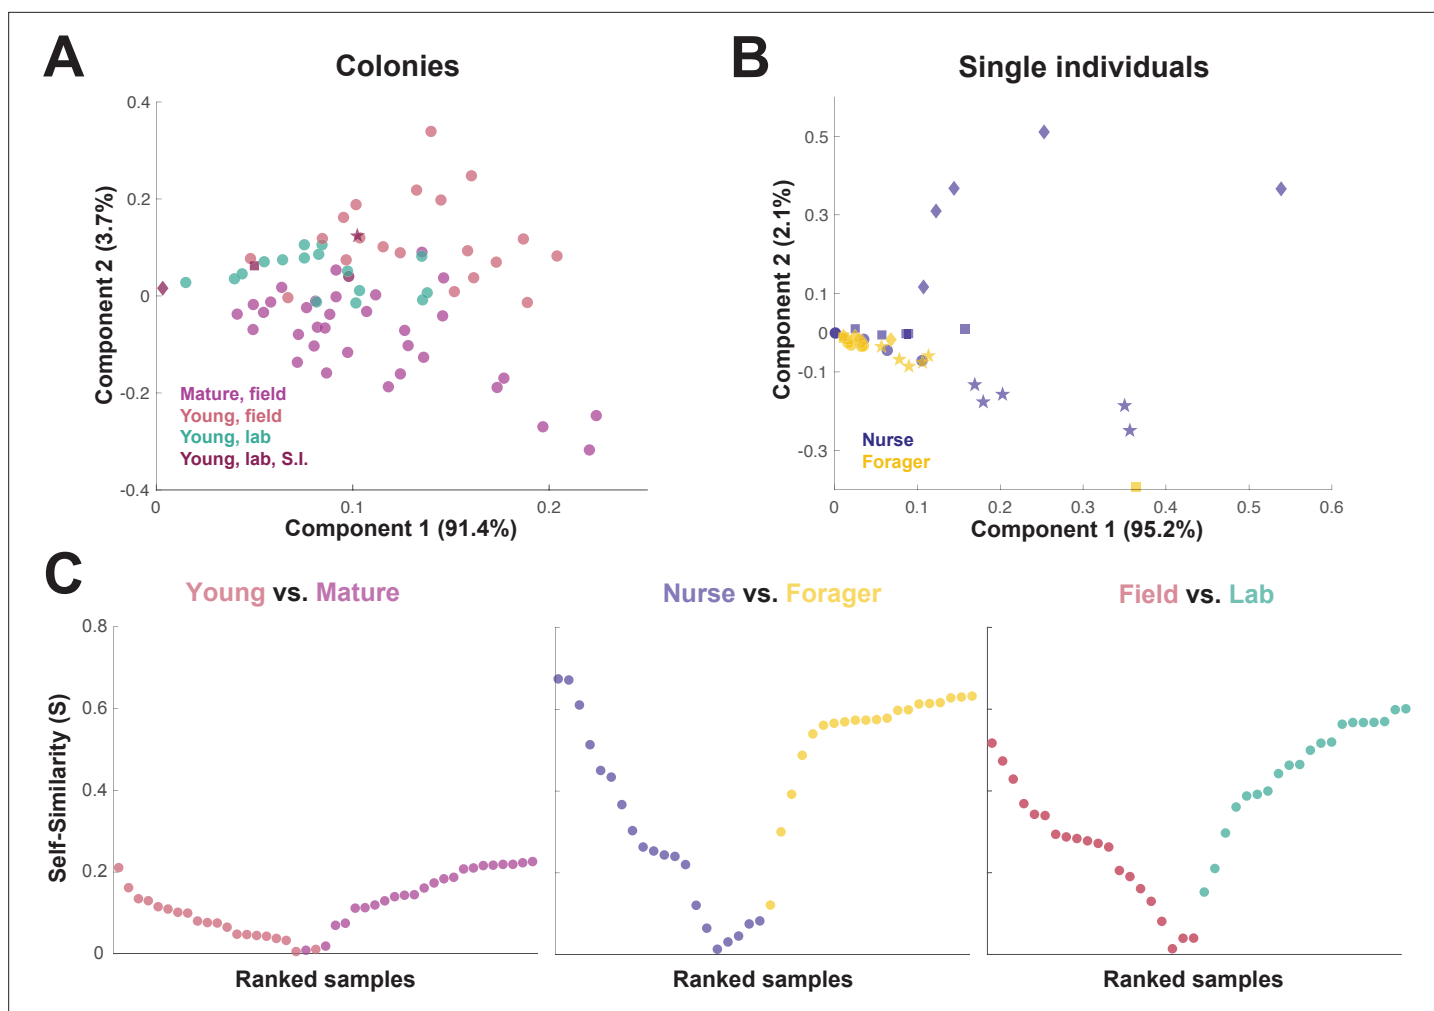 A
Colonies
0.4
0.2
0
-0.2
-0.4
Component 2 (3.7%)
Mature, field
Young, field
Young, lab
Young, lab, S.I.
0
0.1
0.2
Component 1 (91.4%)
B
Single individuals
0.5
0.3
0.1
0
-0.1
-0.3
Component 2 (2.1%)
Nurse
Forager
0
0.1
0.2
0.3
0.4
0.5
0.6
Component 1 (95.2%)
C
Young vs. Mature
Nurse vs. Forager
Field vs. Lab
0.8
0.6
0.4
0.2
0
Self-Similarity (S)
Ranked samples
Ranked samples
Ranked samples